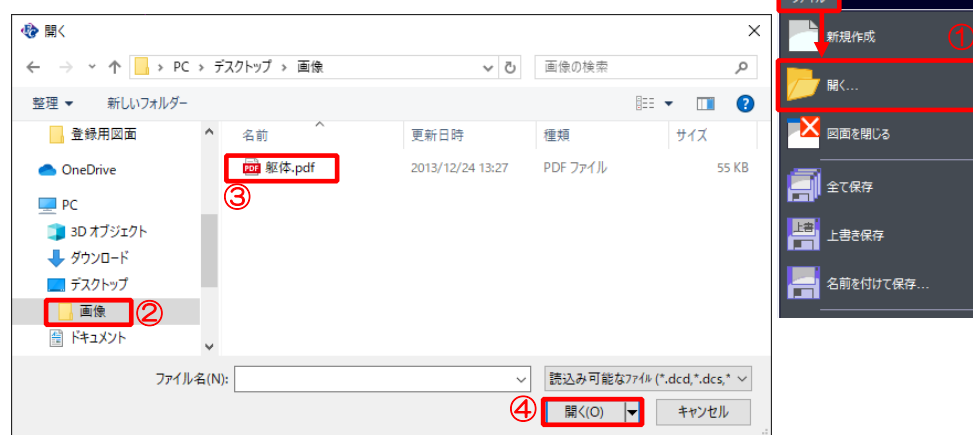 開く
PC › デスクトップ › 画像
画像の検索
整理 新しいフォルダー
登録用図面
OneDrive
PC
3D オブジェクト
ダウンロード
デスクトップ
画像
②
ドキュメント
名前 更新日時 種類 サイズ
PDF 躯体.pdf 2013/12/24 13:27 PDF ファイル 55 KB
③
ファイル名(N):
読込み可能なファイル (*.dcd,*.dcs,*
④
開く(O)
キャンセル
ファイル
新規作成
①
開く...
図面を閉じる
全て保存
上書
上書き保存
名前を付けて保存...